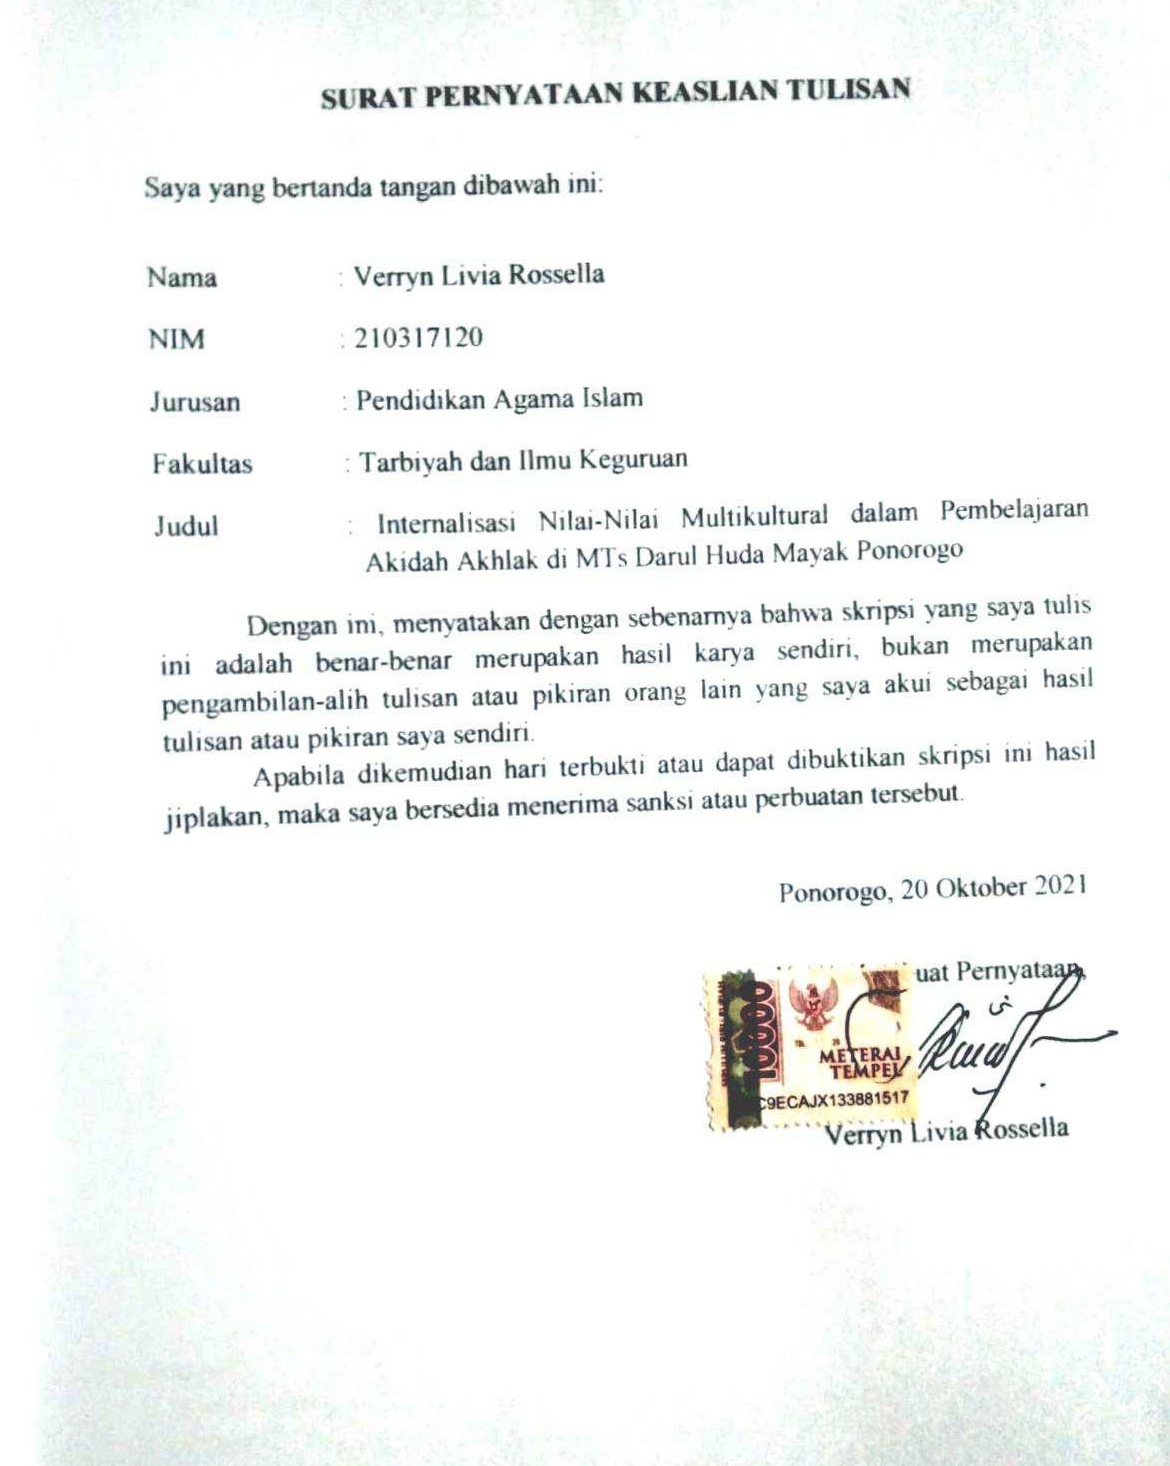 SURAT PERNYATAAN KEASLIAN TULISAN
Saya yang bertanda tangan dibawah ini:
Nama : Verryn Livia Rossella
NIM : 210317120
Jurusan : Pendidikan Agama Islam
Fakultas : Tarbiyah dan Ilmu Keguruan
Judul : Internalisasi Nilai-Nilai Multikultural dalam Pembelajaran
Akidah Akhlak di MTs Darul Huda Mayak Ponorogo
Dengan ini, menyatakan dengan sebenarnya bahwa skripsi yang saya tulis
ini adalah benar-benar merupakan hasil karya sendiri, bukan merupakan
pengambilan-alih tulisan atau pikiran orang lain yang saya akui sebagai hasil
tulisan atau pikiran saya sendiri.
Apabila dikemudian hari terbukti atau dapat dibuktikan skripsi ini hasil
jiplakan, maka saya bersedia menerima sanksi atau perbuatan tersebut.
Ponorogo, 20 Oktober 2021
uat Pernyataan,
10000
METERAI
TEMPEL
C9ECAJX133881517
Verryn Livia Rossella